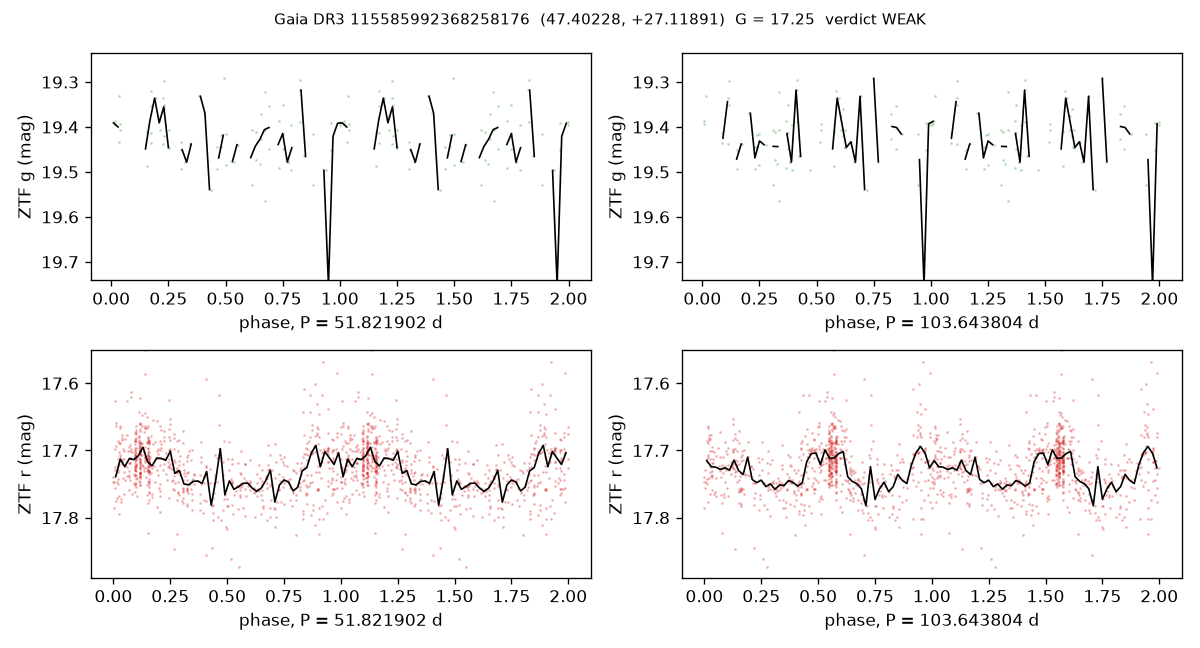 Gaia DR3 115585992368258176  (47.40228, +27.11891)  G = 17.25  verdict WEAK
ZTF g (mag)
19.3
19.4
19.5
19.6
19.7
0.00 0.25 0.50 0.75 1.00 1.25 1.50 1.75 2.00
phase, P = 51.821902 d
ZTF g (mag)
19.3
19.4
19.5
19.6
19.7
0.00 0.25 0.50 0.75 1.00 1.25 1.50 1.75 2.00
phase, P = 103.643804 d
ZTF r (mag)
17.6
17.7
17.8
0.00 0.25 0.50 0.75 1.00 1.25 1.50 1.75 2.00
phase, P = 51.821902 d
ZTF r (mag)
17.6
17.7
17.8
0.00 0.25 0.50 0.75 1.00 1.25 1.50 1.75 2.00
phase, P = 103.643804 d